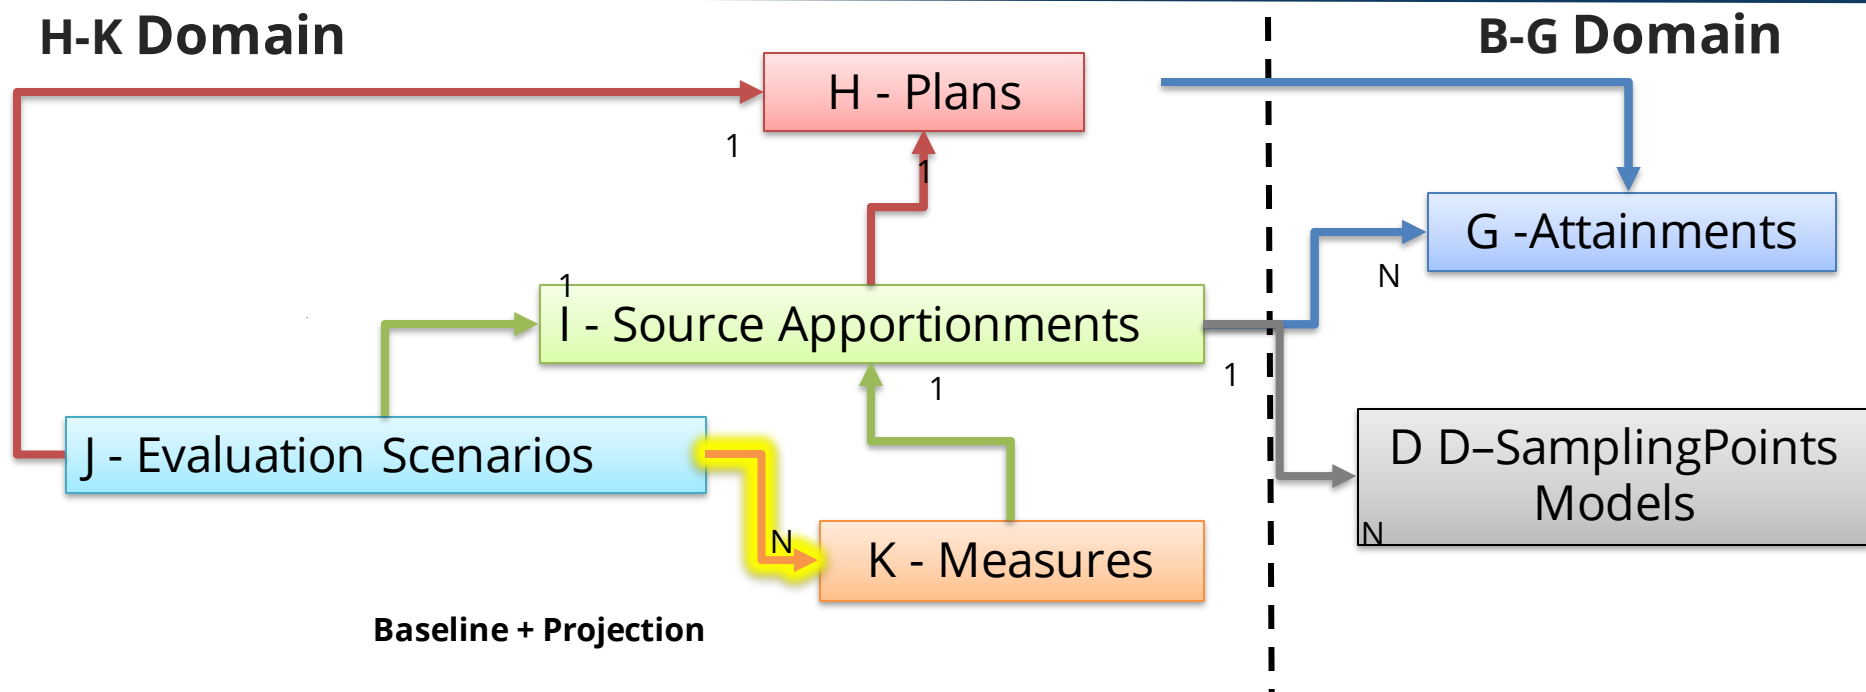 H-K Domain
B-G Domain
H - Plans
1
1
G -Attainments
N
1
I - Source Apportionments
1
1
J - Evaluation Scenarios
D D–SamplingPoints
Models
N
N
K - Measures
Baseline + Projection